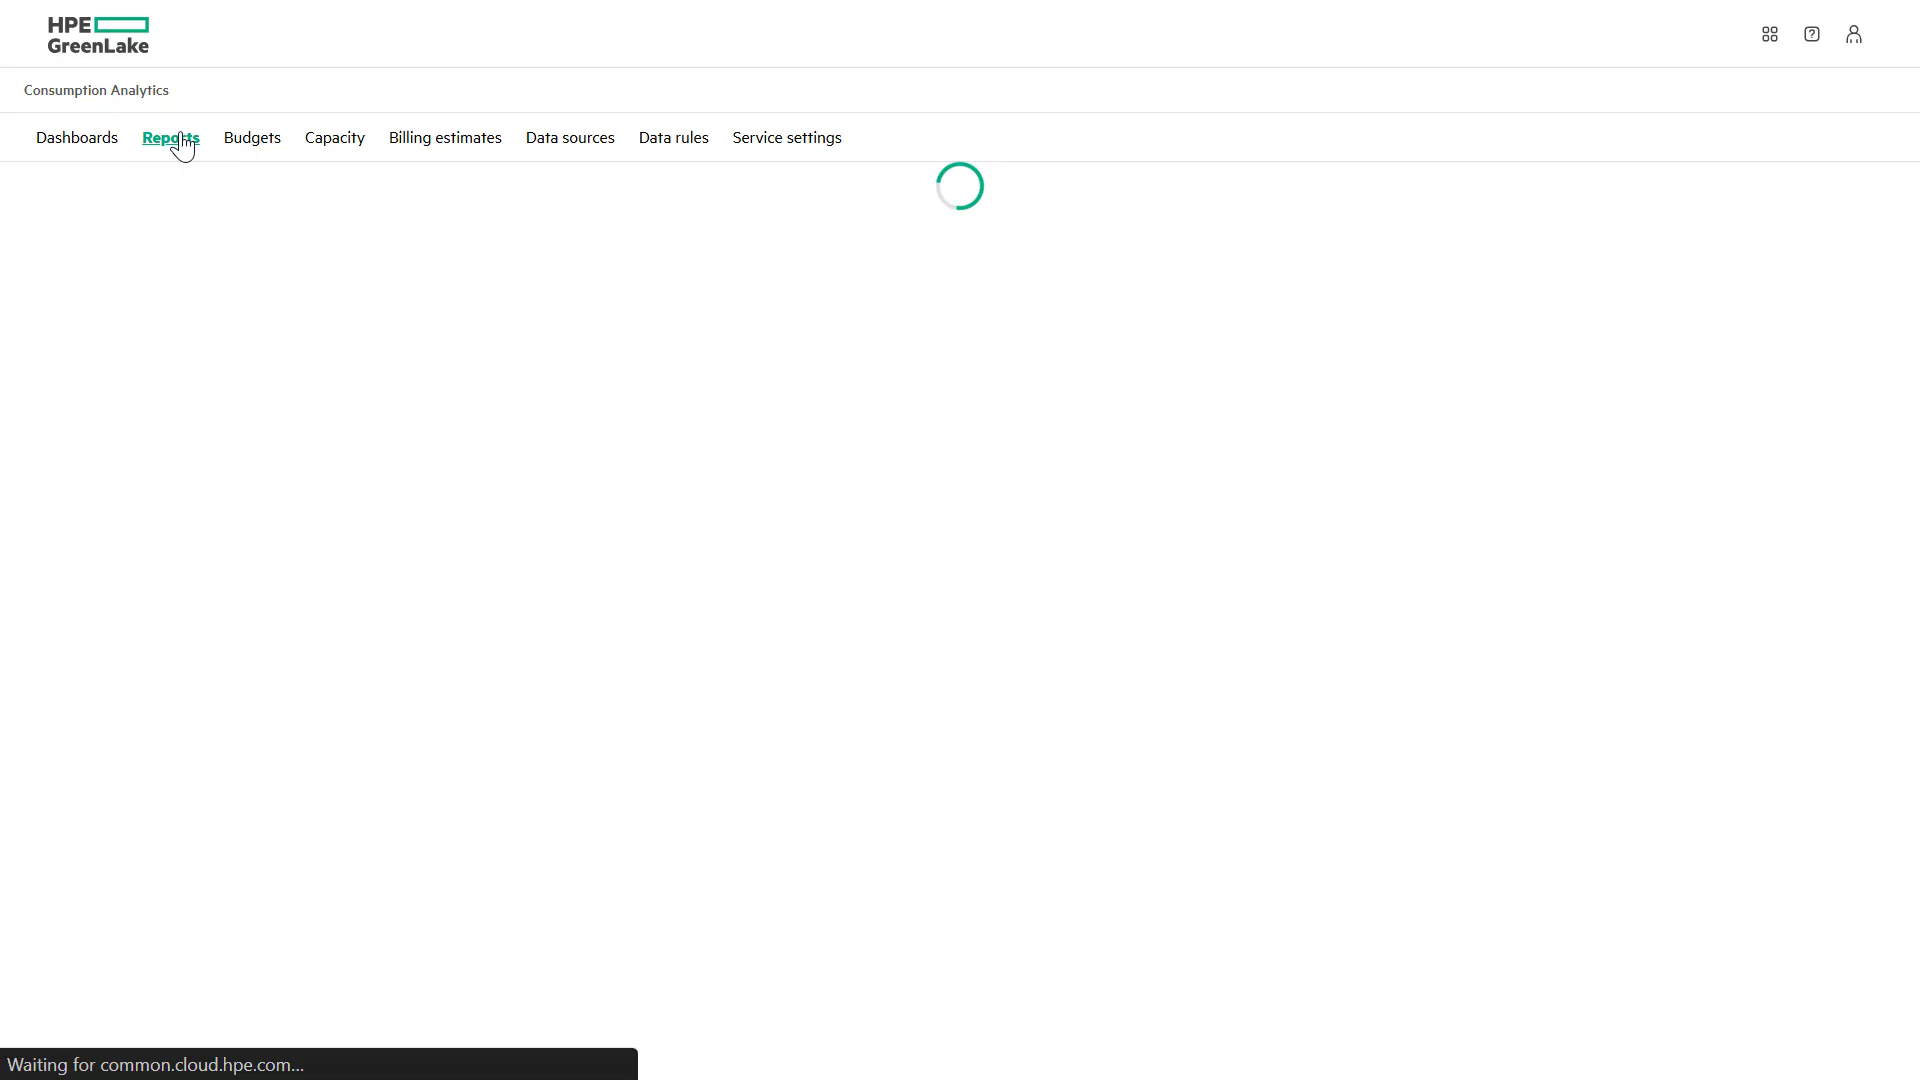 HPE
GreenLake
Consumption Analytics
Dashboards Reports Budgets Capacity Billing estimates Data sources Data rules Service settings
Waiting for common.cloud.hpe.com...